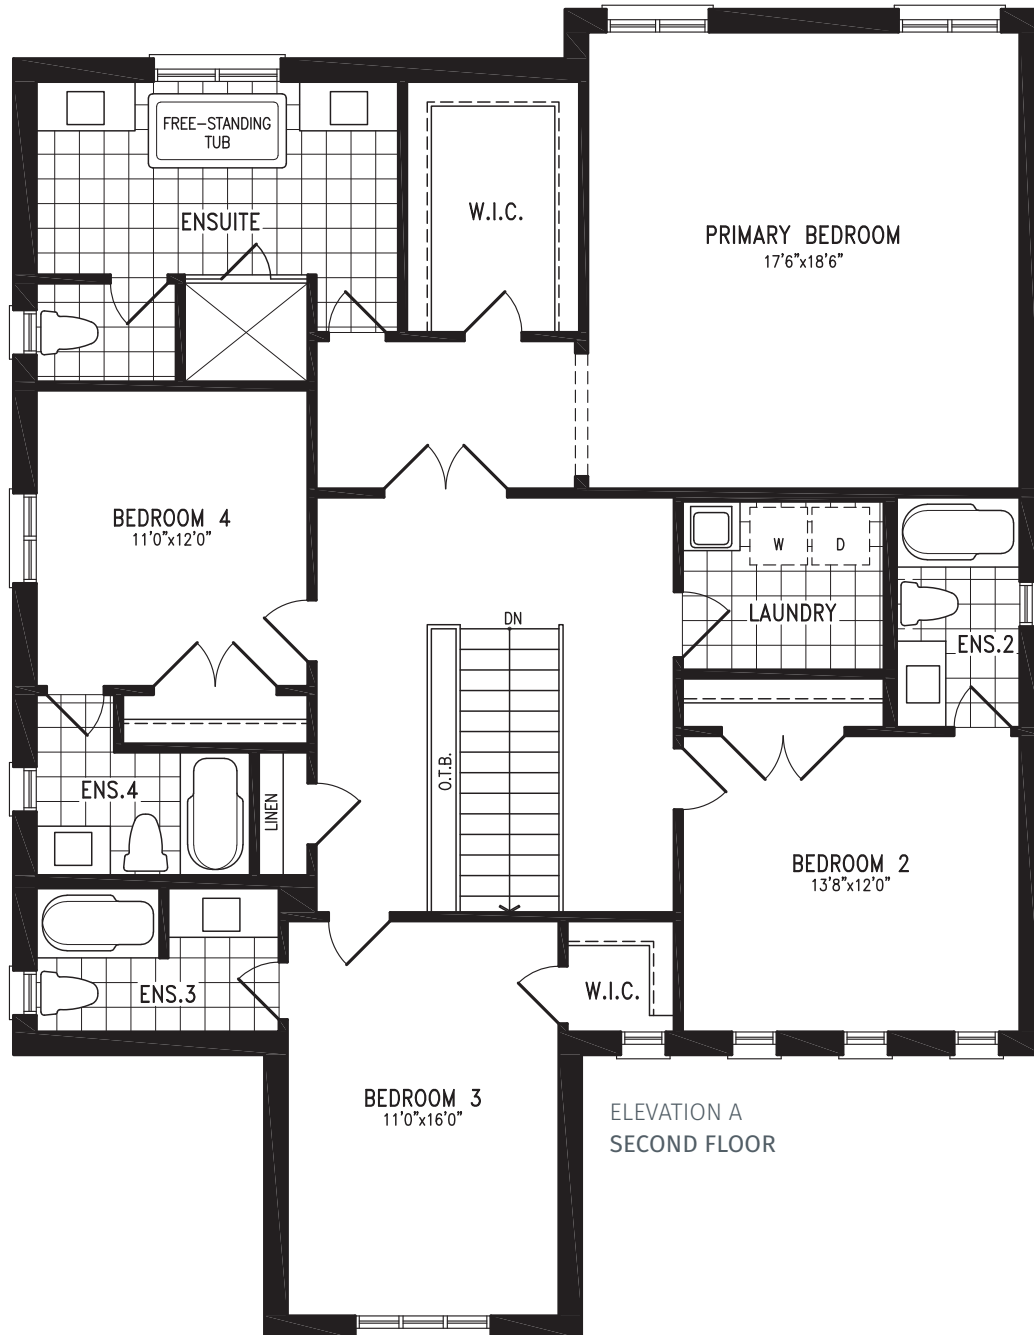 FREE-STANDING
TUB
ENSUITE
W.I.C.
PRIMARY BEDROOM
17'6"x18'6"
BEDROOM 4
11'0"x12'0"
W
D
LAUNDRY
DN
ENS.2
O.T.B.
ENS.4
LINEN
BEDROOM 2
13'8"x12'0"
ENS.3
W.I.C.
BEDROOM 3
11'0"x16'0"
ELEVATION A
SECOND FLOOR